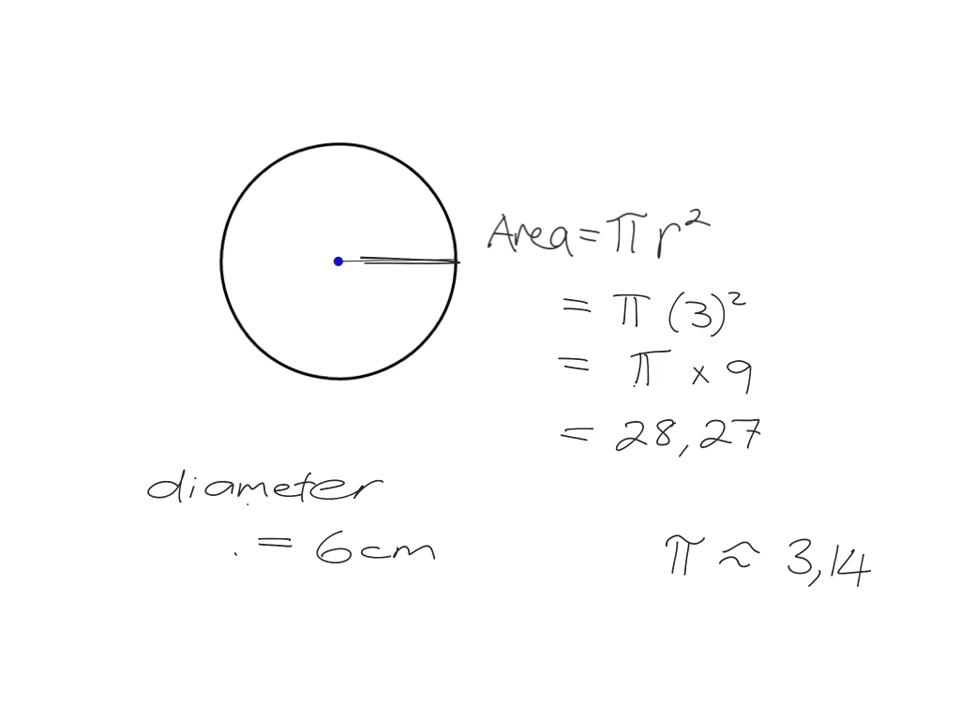 Area = π r²
= π (3)²
= π × 9
= 28,27
diameter
= 6cm
π ≈ 3,14